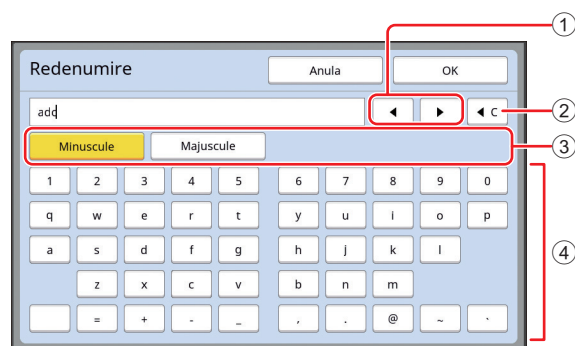 ①
Redenumire Anula OK
add ◀ ▶ ◀ C ②
Minuscule Majuscule ③
1 2 3 4 5 6 7 8 9 0
q w e r t y u i o p
a s d f g h j k l ④
z x c v b n m
= + - _ , . @ ~ `